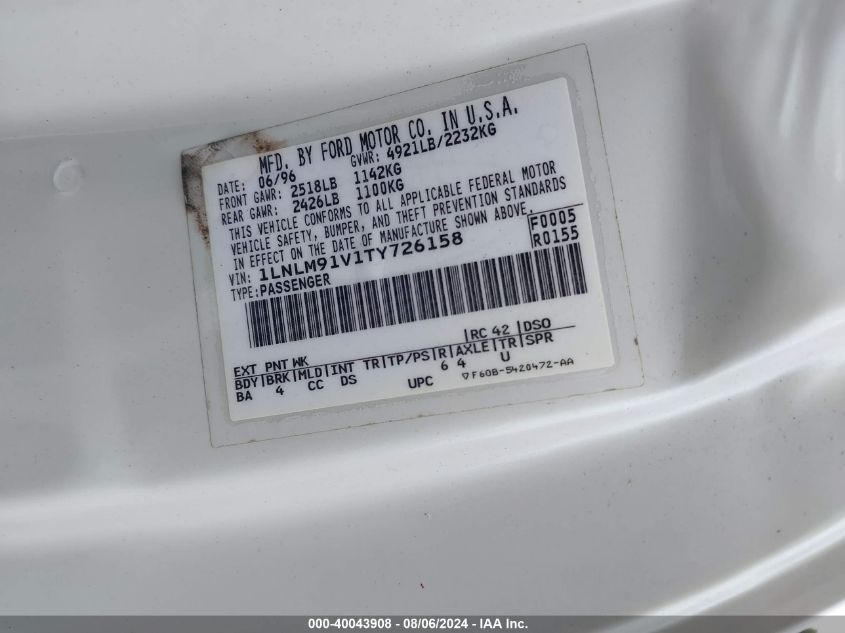 MFD. BY FORD MOTOR CO. IN U.S.A.
DATE: 06/96 GVWR: 4921LB/2232KG
FRONT GAWR: 2518LB 1142KG
REAR GAWR: 2426LB 1100KG
THIS VEHICLE CONFORMS TO ALL APPLICABLE FEDERAL MOTOR
VEHICLE SAFETY, BUMPER, AND THEFT PREVENTION STANDARDS
IN EFFECT ON THE DATE OF MANUFACTURE SHOWN ABOVE.
VIN: 1LNLM91V1TY726158 F0005
TYPE: PASSENGER R0155
EXT PNT WK RC 42 DSO
BDY BRK MLD INT TR TP/PS R AXLE TR SPR
BA 4 CC DS 6 4 U
UPC ▽F60B-5420472-AA
000-40043908 - 08/06/2024 - IAA Inc.